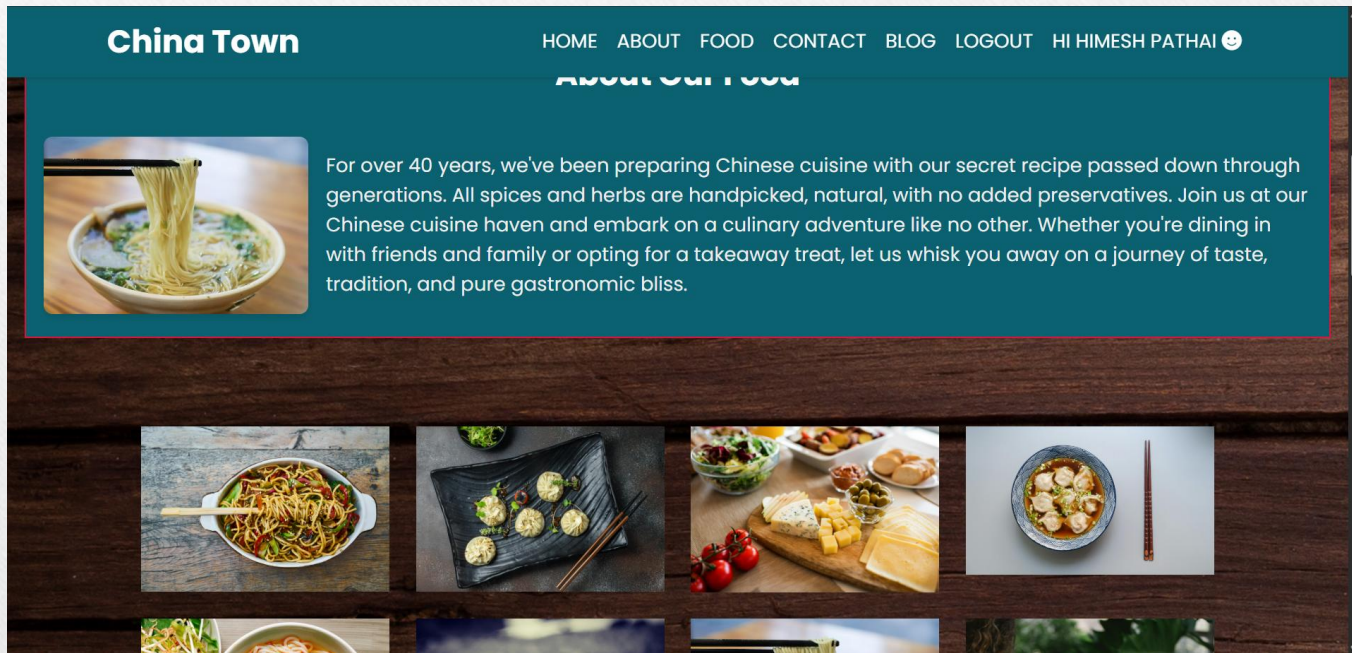 China Town
HOME ABOUT FOOD CONTACT BLOG LOGOUT HI HIMESH PATHAI
About Our Food
For over 40 years, we've been preparing Chinese cuisine with our secret recipe passed down through
generations. All spices and herbs are handpicked, natural, with no added preservatives. Join us at our
Chinese cuisine haven and embark on a culinary adventure like no other. Whether you're dining in
with friends and family or opting for a takeaway treat, let us whisk you away on a journey of taste,
tradition, and pure gastronomic bliss.